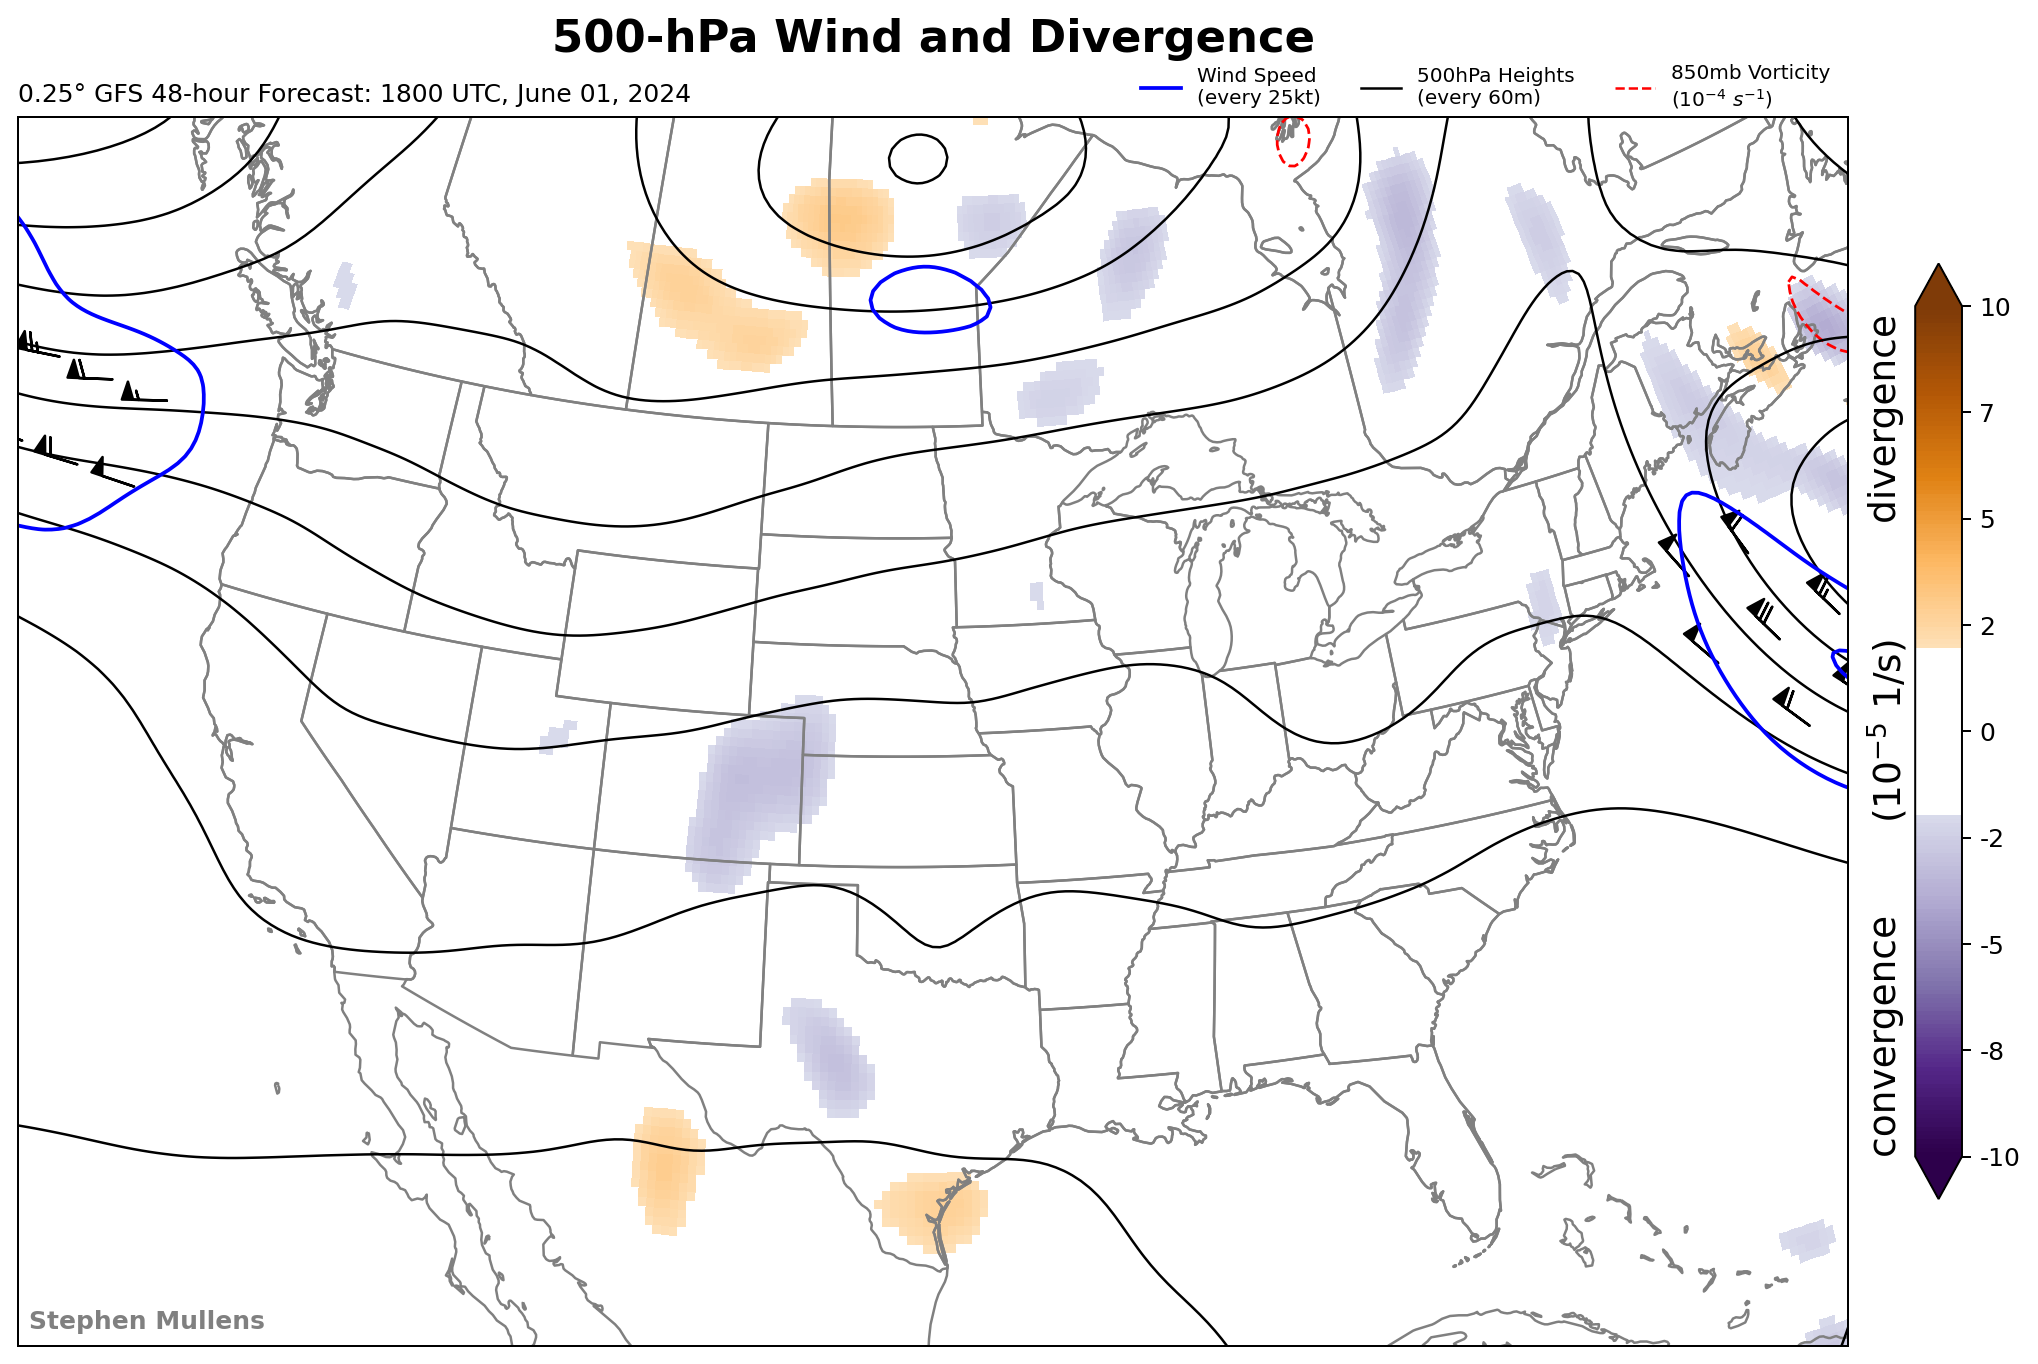 500-hPa Wind and Divergence
0.25° GFS 48-hour Forecast: 1800 UTC, June 01, 2024
Wind Speed
(every 25kt)
500hPa Heights
(every 60m)
850mb Vorticity
(10⁻⁴ s⁻¹)
10
7
5
2
0
-2
-5
-8
-10
convergence (10⁻⁵ 1/s) divergence
Stephen Mullens